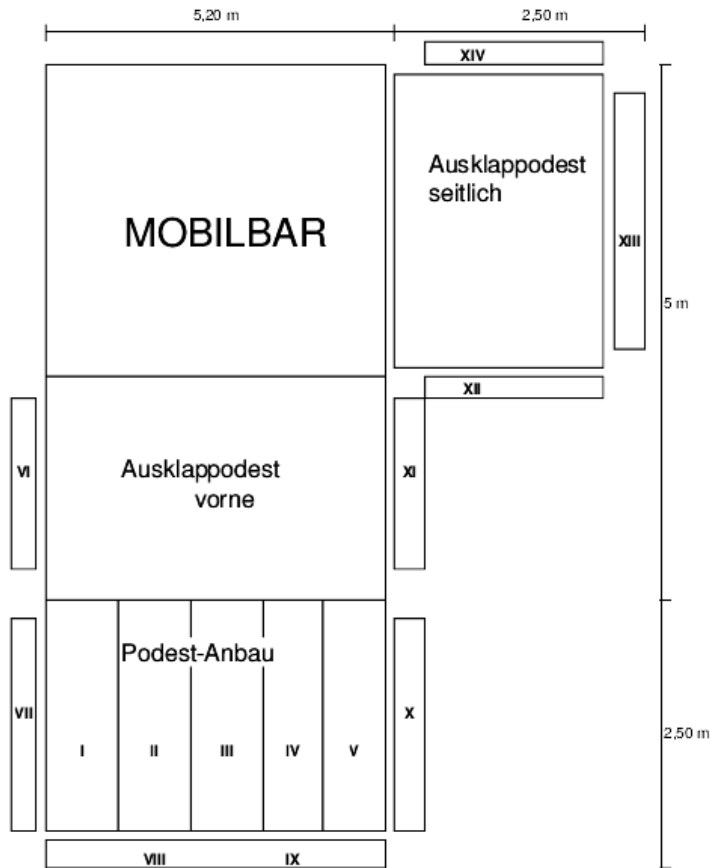 5,20 m
2,50 m
XIV
Ausklappodest
seitlich
MOBILBAR
XIII
5 m
XII
Ausklappodest
vorne
VI
XI
Podest-Anbau
VII
I
II
III
IV
V
X
2,50 m
VIII
IX